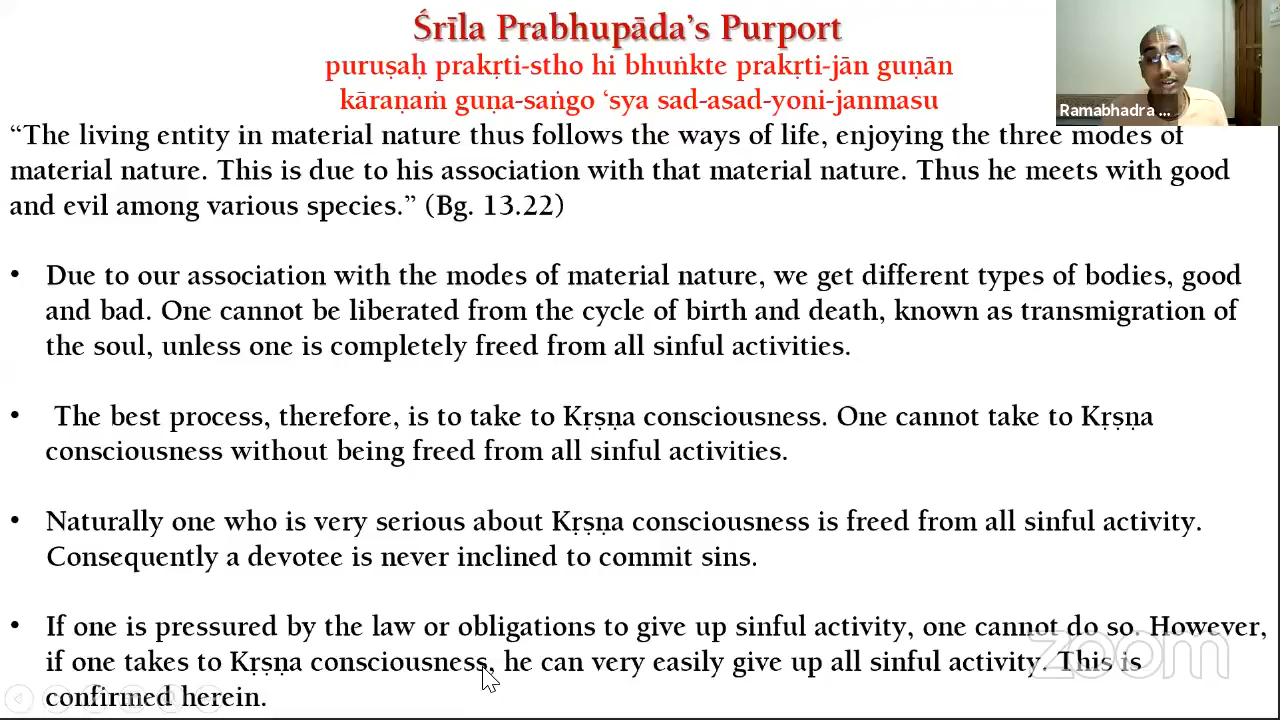 Śrīla Prabhupāda’s Purport
puruṣaḥ prakṛti-stho hi bhuṅkte prakṛti-jān guṇān
kāraṇaṁ guṇa-saṅgo ‘sya sad-asad-yoni-janmasu
Ramabhadra ...
“The living entity in material nature thus follows the ways of life, enjoying the three modes of
material nature. This is due to his association with that material nature. Thus he meets with good
and evil among various species.” (Bg. 13.22)
• Due to our association with the modes of material nature, we get different types of bodies, good
and bad. One cannot be liberated from the cycle of birth and death, known as transmigration of
the soul, unless one is completely freed from all sinful activities.
• The best process, therefore, is to take to Kṛṣṇa consciousness. One cannot take to Kṛṣṇa
consciousness without being freed from all sinful activities.
• Naturally one who is very serious about Kṛṣṇa consciousness is freed from all sinful activity.
Consequently a devotee is never inclined to commit sins.
• If one is pressured by the law or obligations to give up sinful activity, one cannot do so. However,
if one takes to Kṛṣṇa consciousness, he can very easily give up all sinful activity. This is
confirmed herein.
zoom